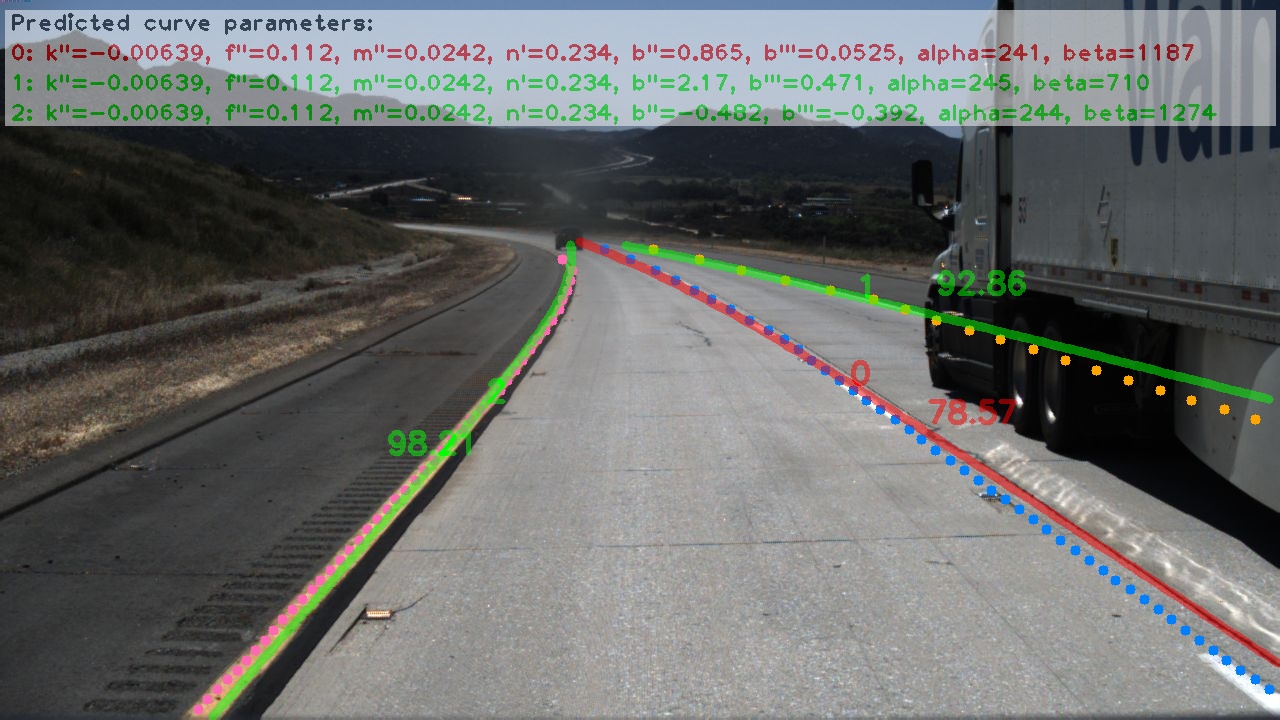 Predicted curve parameters:
0: k''=-0.00639, f''=0.112, m''=0.0242, n'=0.234, b''=0.865, b'''=0.0525, alpha=241, beta=1187
1: k''=-0.00639, f''=0.112, m''=0.0242, n'=0.234, b''=2.17, b'''=0.471, alpha=245, beta=710
2: k''=-0.00639, f''=0.112, m''=0.0242, n'=0.234, b''=-0.482, b'''=-0.392, alpha=244, beta=1274
Waln
53
1 92.86
0
78.57
2
98.21